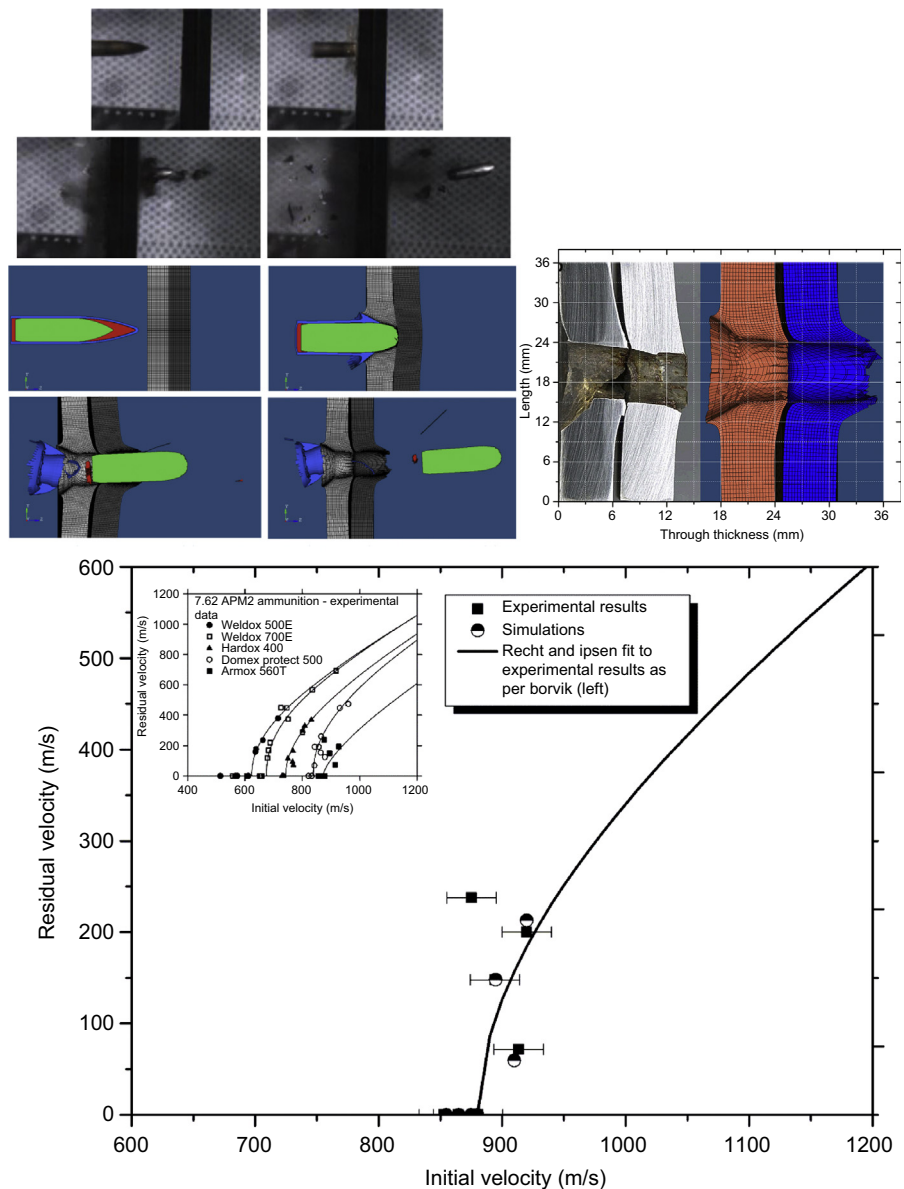 Length (mm)
36
30
24
18
12
6
0
0 6 12 18 24 30 36
Through thickness (mm)
600
500
400
300
200
100
0
Residual velocity (m/s)
600 700 800 900 1000 1100 1200
Initial velocity (m/s)
1200
1000
800
600
400
200
0
Residual velocity (m/s)
7.62 APM2 ammunition - experimental
data
Weldox 500E
Weldox 700E
Hardox 400
Domex protect 500
Armox 560T
400 600 800 1000 1200
Initial velocity (m/s)
Experimental results
Simulations
Recht and ipsen fit to
experimental results as
per borvik (left)